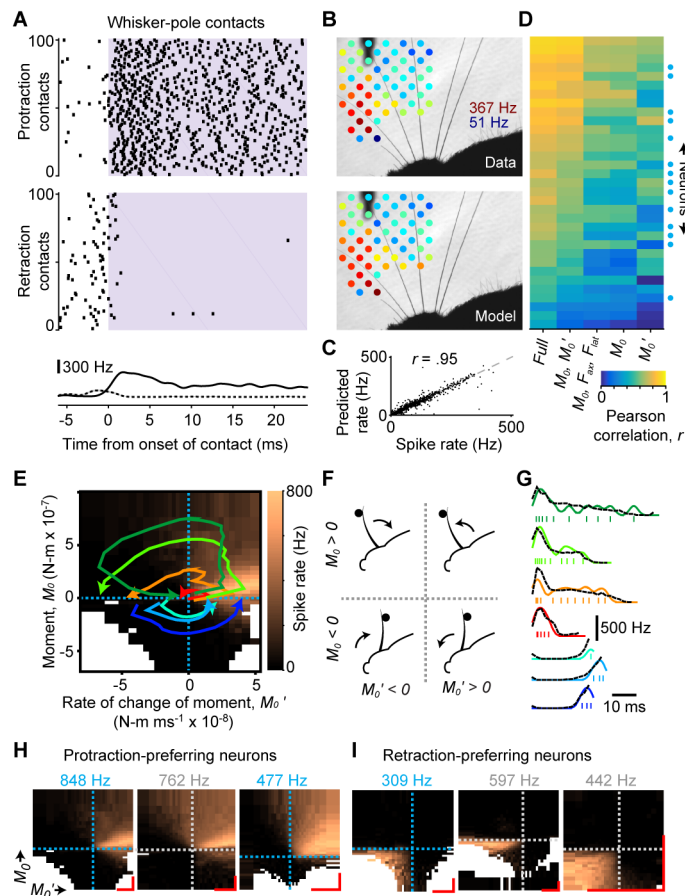 A
Whisker-pole contacts
Protraction
contacts
100
0
Retraction
contacts
100
0
300 Hz
-5 0 5 10 15 20
Time from onset of contact (ms)
B
367 Hz
51 Hz
Data
Model
C
r = .95
Predicted
rate (Hz)
500
0
0 500
Spike rate (Hz)
D
Neurons
Full
M0, M0'
M0, Fax, Flat
M0
M0'
0 1
Pearson
correlation, r
E
Moment, M0 (N-m x 10-7)
5
0
-5
-5 0 5
Rate of change of moment, M0'
(N-m ms-1 x 10-8)
800
0
Spike rate (Hz)
F
M0 > 0
M0 < 0
M0' < 0 M0' > 0
G
500 Hz
10 ms
H
Protraction-preferring neurons
848 Hz 762 Hz 477 Hz
M0
M0'
I
Retraction-preferring neurons
309 Hz 597 Hz 442 Hz